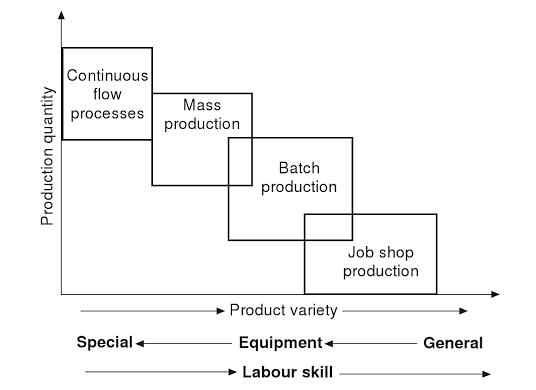 Production quantity
Continuous
flow
processes
Mass
production
Batch
production
Job shop
production
Product variety
Special Equipment General
Labour skill